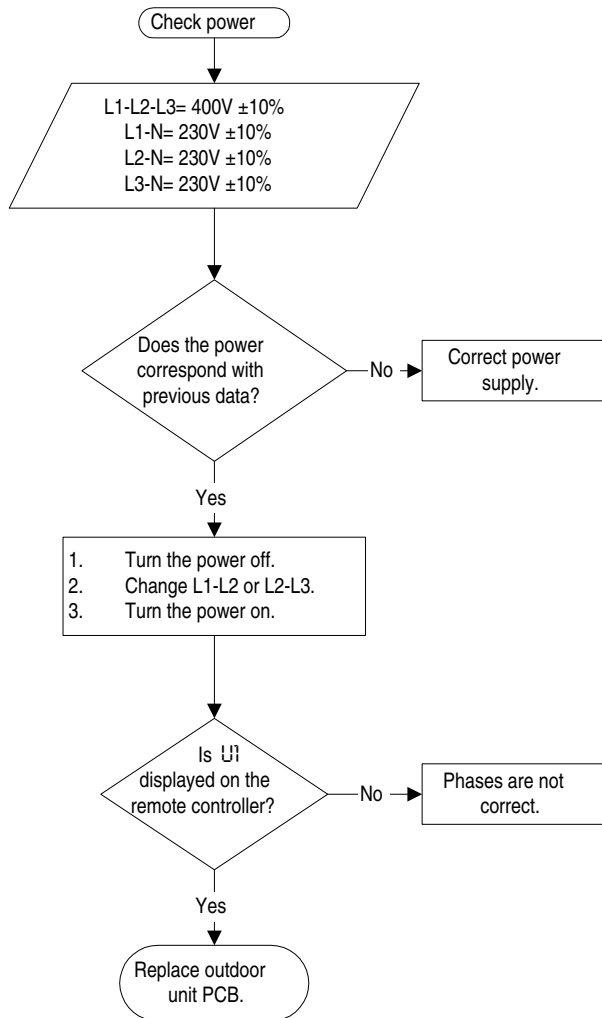 Check power
L1-L2-L3= 400V ±10%
L1-N= 230V ±10%
L2-N= 230V ±10%
L3-N= 230V ±10%
Does the power
correspond with
previous data?
No
Correct power
supply.
Yes
1. Turn the power off.
2. Change L1-L2 or L2-L3.
3. Turn the power on.
Is U1
displayed on the
remote controller?
No
Phases are not
correct.
Yes
Replace outdoor
unit PCB.